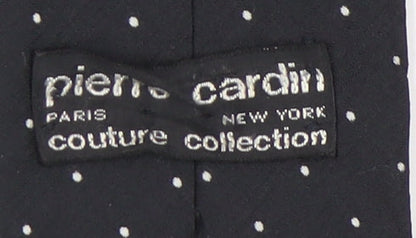 pierre cardin
PARIS NEW YORK
couture collection